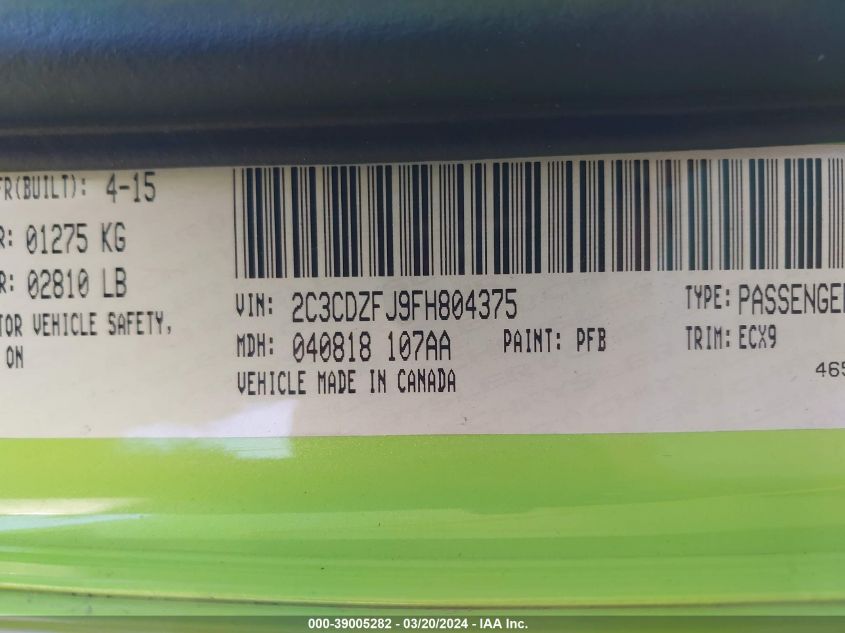 FR(BUILT): 4-15
R: 01275 KG
R: 02810 LB
TOR VEHICLE SAFETY,
ON
VIN: 2C3CDZFJ9FH804375
TYPE: PASSENGER
MDH: 040818 107AA
PAINT: PFB
TRIM: ECX9
VEHICLE MADE IN CANADA
465
000-39005282 - 03/20/2024 - IAA Inc.